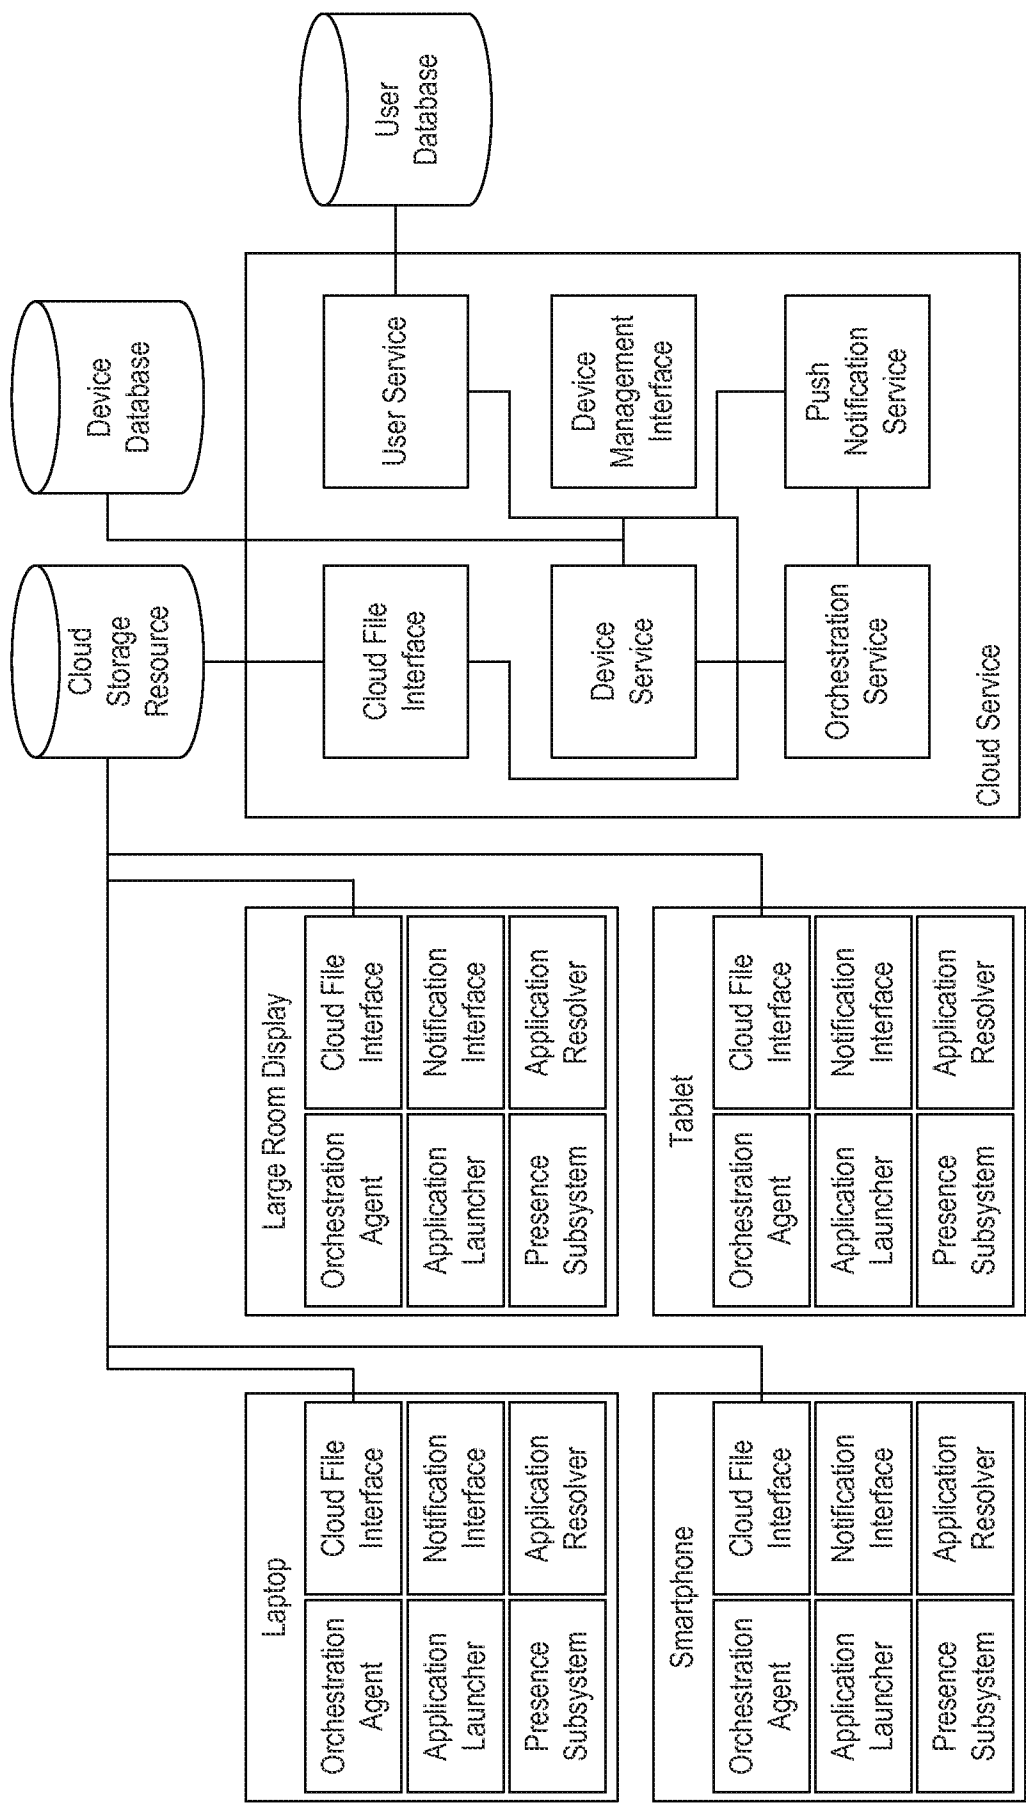 Laptop
Orchestration
Agent
Cloud File
Interface
Application
Launcher
Notification
Interface
Presence
Subsystem
Application
Resolver
Smartphone
Orchestration
Agent
Cloud File
Interface
Application
Launcher
Notification
Interface
Presence
Subsystem
Application
Resolver
Large Room Display
Orchestration
Agent
Cloud File
Interface
Application
Launcher
Notification
Interface
Presence
Subsystem
Application
Resolver
Tablet
Orchestration
Agent
Cloud File
Interface
Application
Launcher
Notification
Interface
Presence
Subsystem
Application
Resolver
Cloud
Storage
Resource
Device
Database
User
Database
Cloud File
Interface
User Service
Device
Service
Device
Management
Interface
Orchestration
Service
Push
Notification
Service
Cloud Service